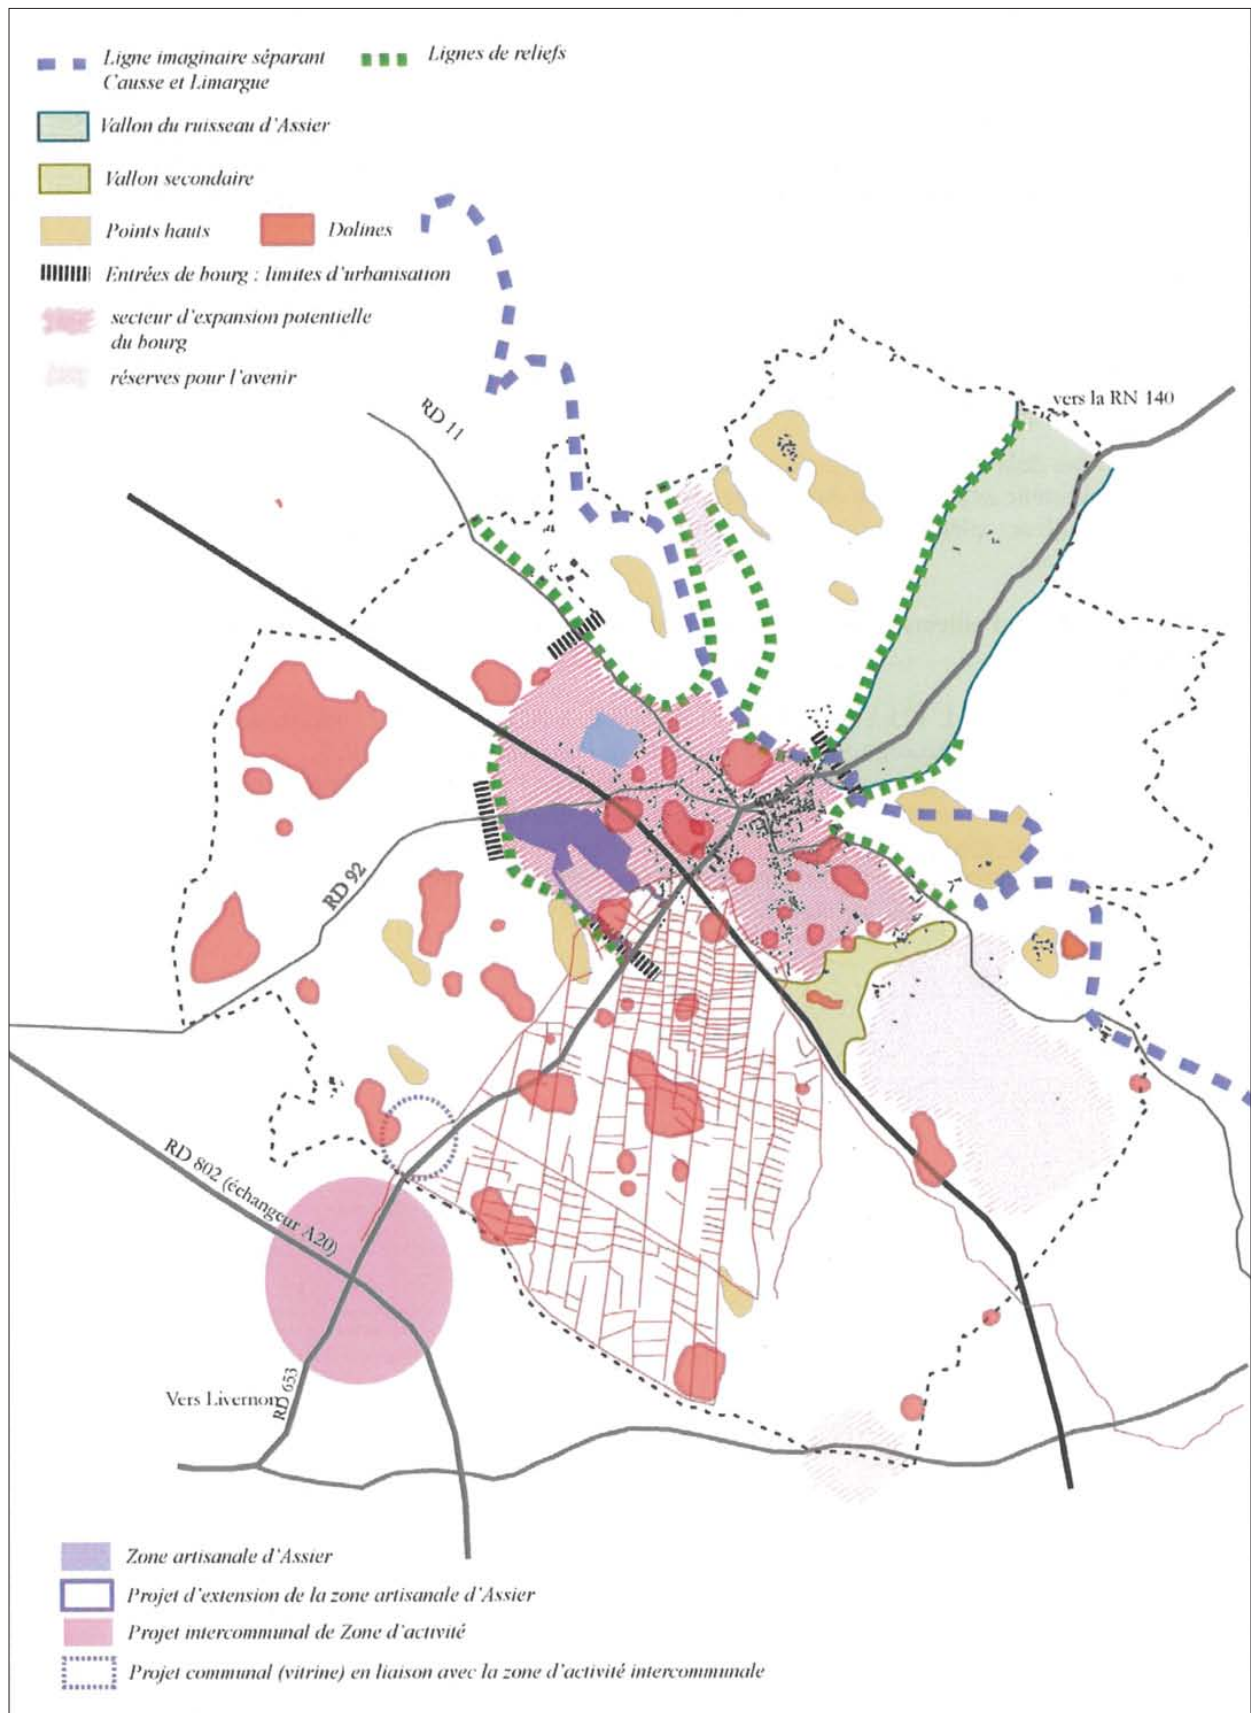 Ligne imaginaire séparant
Causse et Limargue
Lignes de reliefs
Vallon du ruisseau d'Assier
Vallon secondaire
Points hauts
Dolines
Entrées de bourg : limites d'urbanisation
secteur d'expansion potentielle
du bourg
réserves pour l'avenir
RD 11
vers la RN 140
RD 92
RD 802 (échangeur A20)
Vers Livernon
RD 653
Zone artisanale d'Assier
Projet d'extension de la zone artisanale d'Assier
Projet intercommunal de Zone d'activité
Projet communal (vitrine) en liaison avec la zone d'activité intercommunale